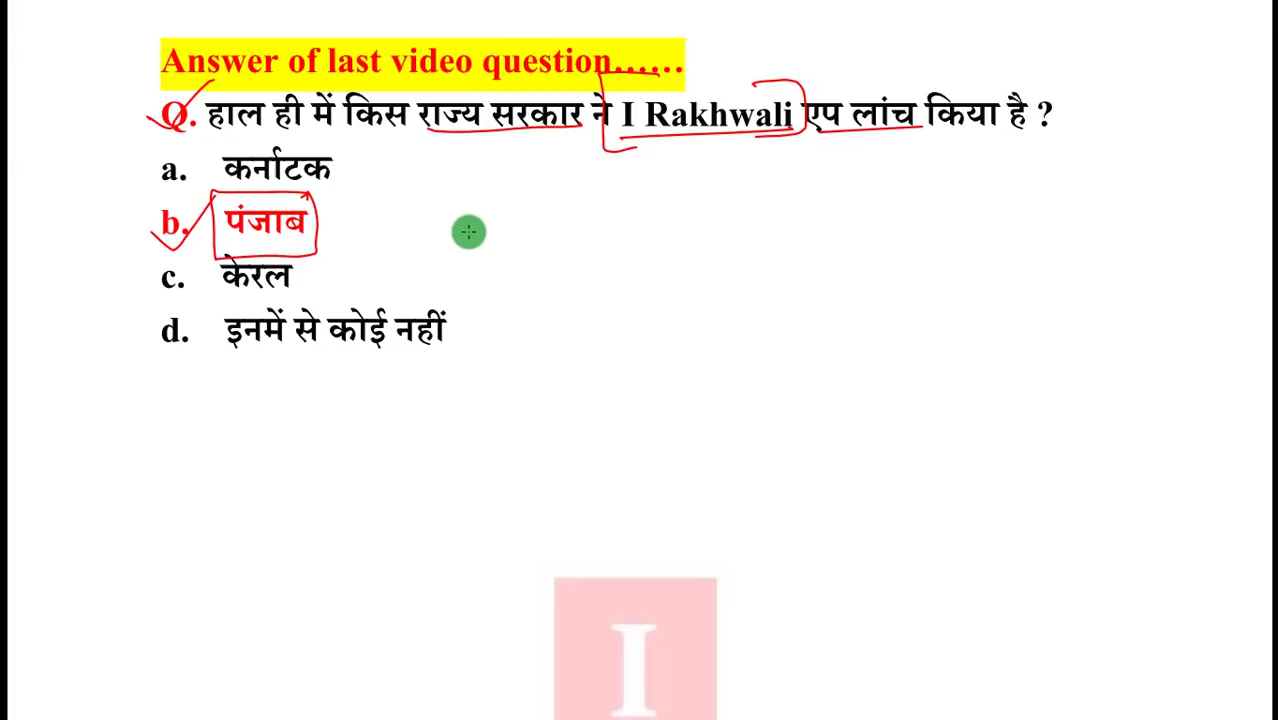 Answer of last video question......
Q. हाल ही में किस राज्य सरकार ने I Rakhwali एप लांच किया है ?
a. कर्नाटक
b. पंजाब
c. केरल
d. इनमें से कोई नहीं
I